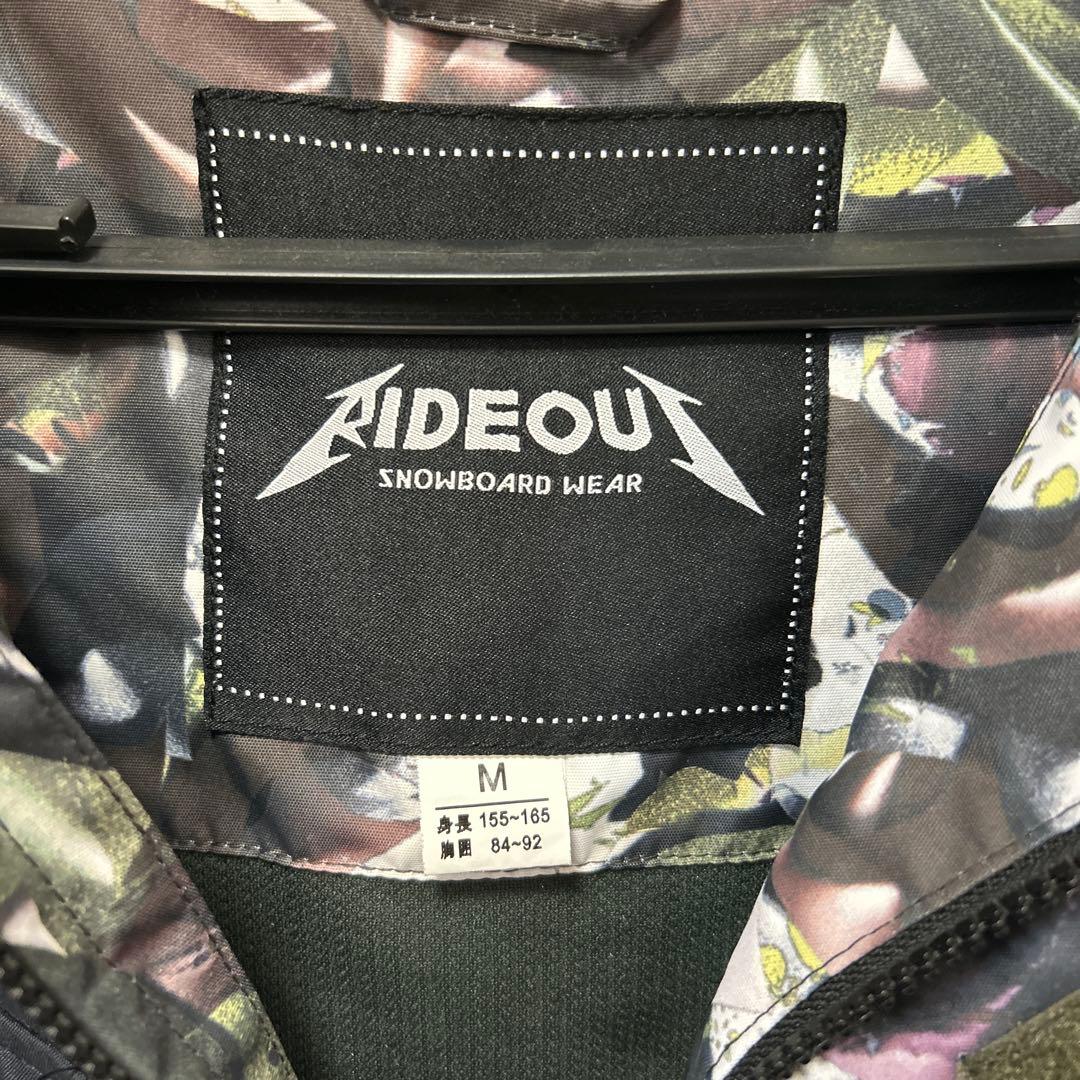 RIDEOUT
SNOWBOARD WEAR
M
身長 155~165
胸囲 84~92